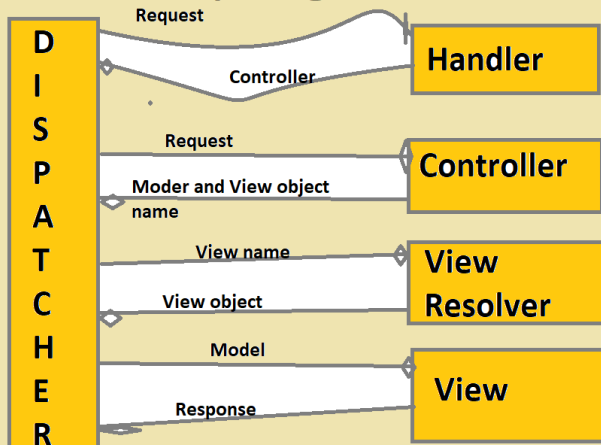 DISPATCHER
Request
Handler
Controller
Request
Controller
Moder and View object
name
View name
View
Resolver
View object
Model
View
Response